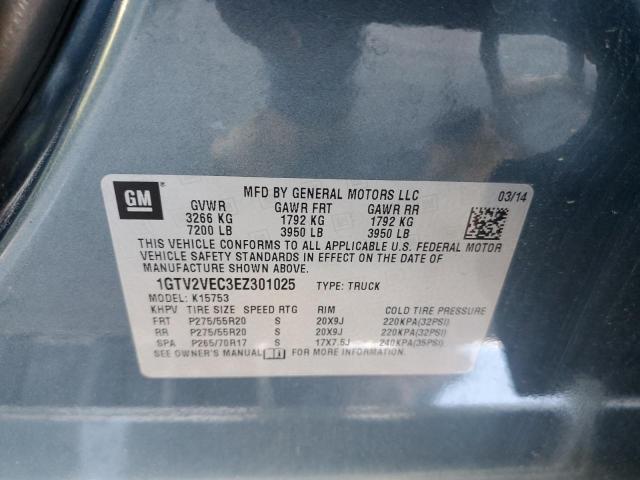 GM
MFD BY GENERAL MOTORS LLC 03/14
GVWR GAWR FRT GAWR RR
3266 KG 1792 KG 1792 KG
7200 LB 3950 LB 3950 LB
THIS VEHICLE CONFORMS TO ALL APPLICABLE U.S. FEDERAL MOTOR
VEHICLE SAFETY STANDARDS IN EFFECT ON THE DATE OF
MANUFACTURE SHOWN ABOVE.
1GTV2VEC3EZ301025 TYPE: TRUCK
MODEL: K15753
KHPV TIRE SIZE SPEED RTG RIM COLD TIRE PRESSURE
FRT P275/55R20 S 20X9J 220KPA(32PSI)
RR P275/55R20 S 20X9J 220KPA(32PSI)
SPA P265/70R17 S 17X7.5J 240KPA(35PSI)
SEE OWNER'S MANUAL FOR MORE INFORMATION.